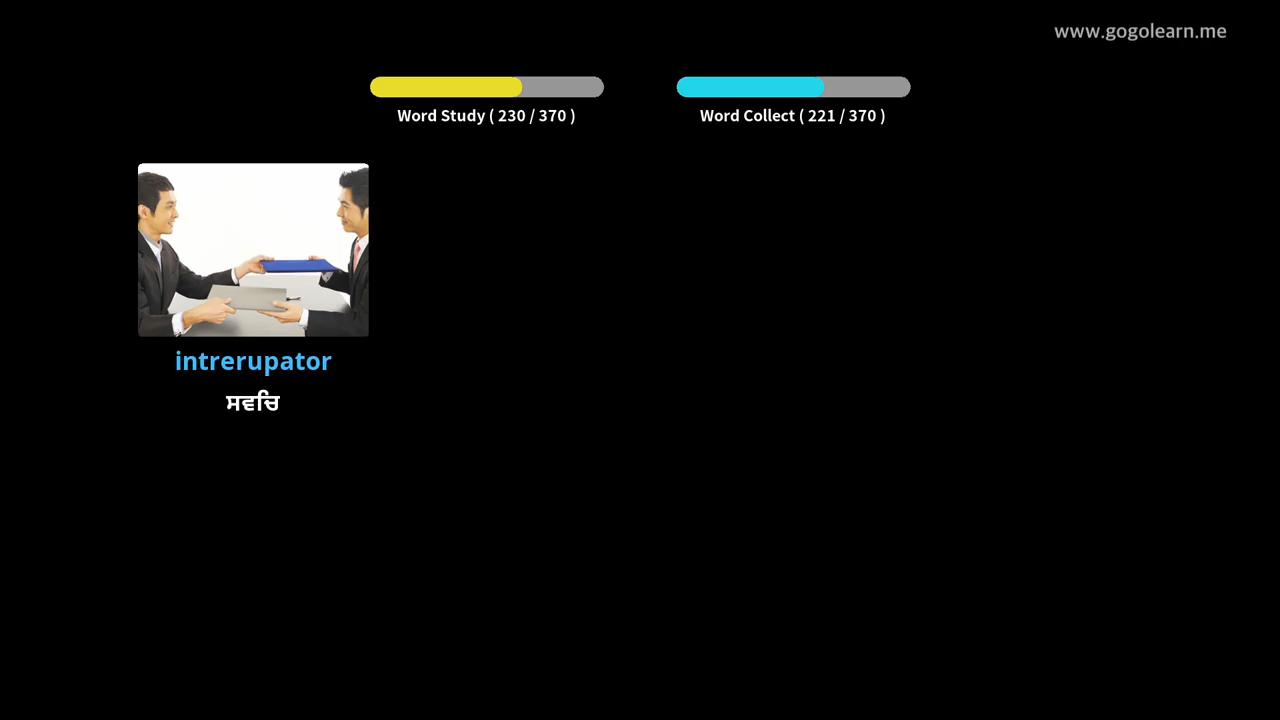 www.gogolearn.me
Word Study ( 230 / 370 )
Word Collect ( 221 / 370 )
intrerupator
ਸਵਿਚ